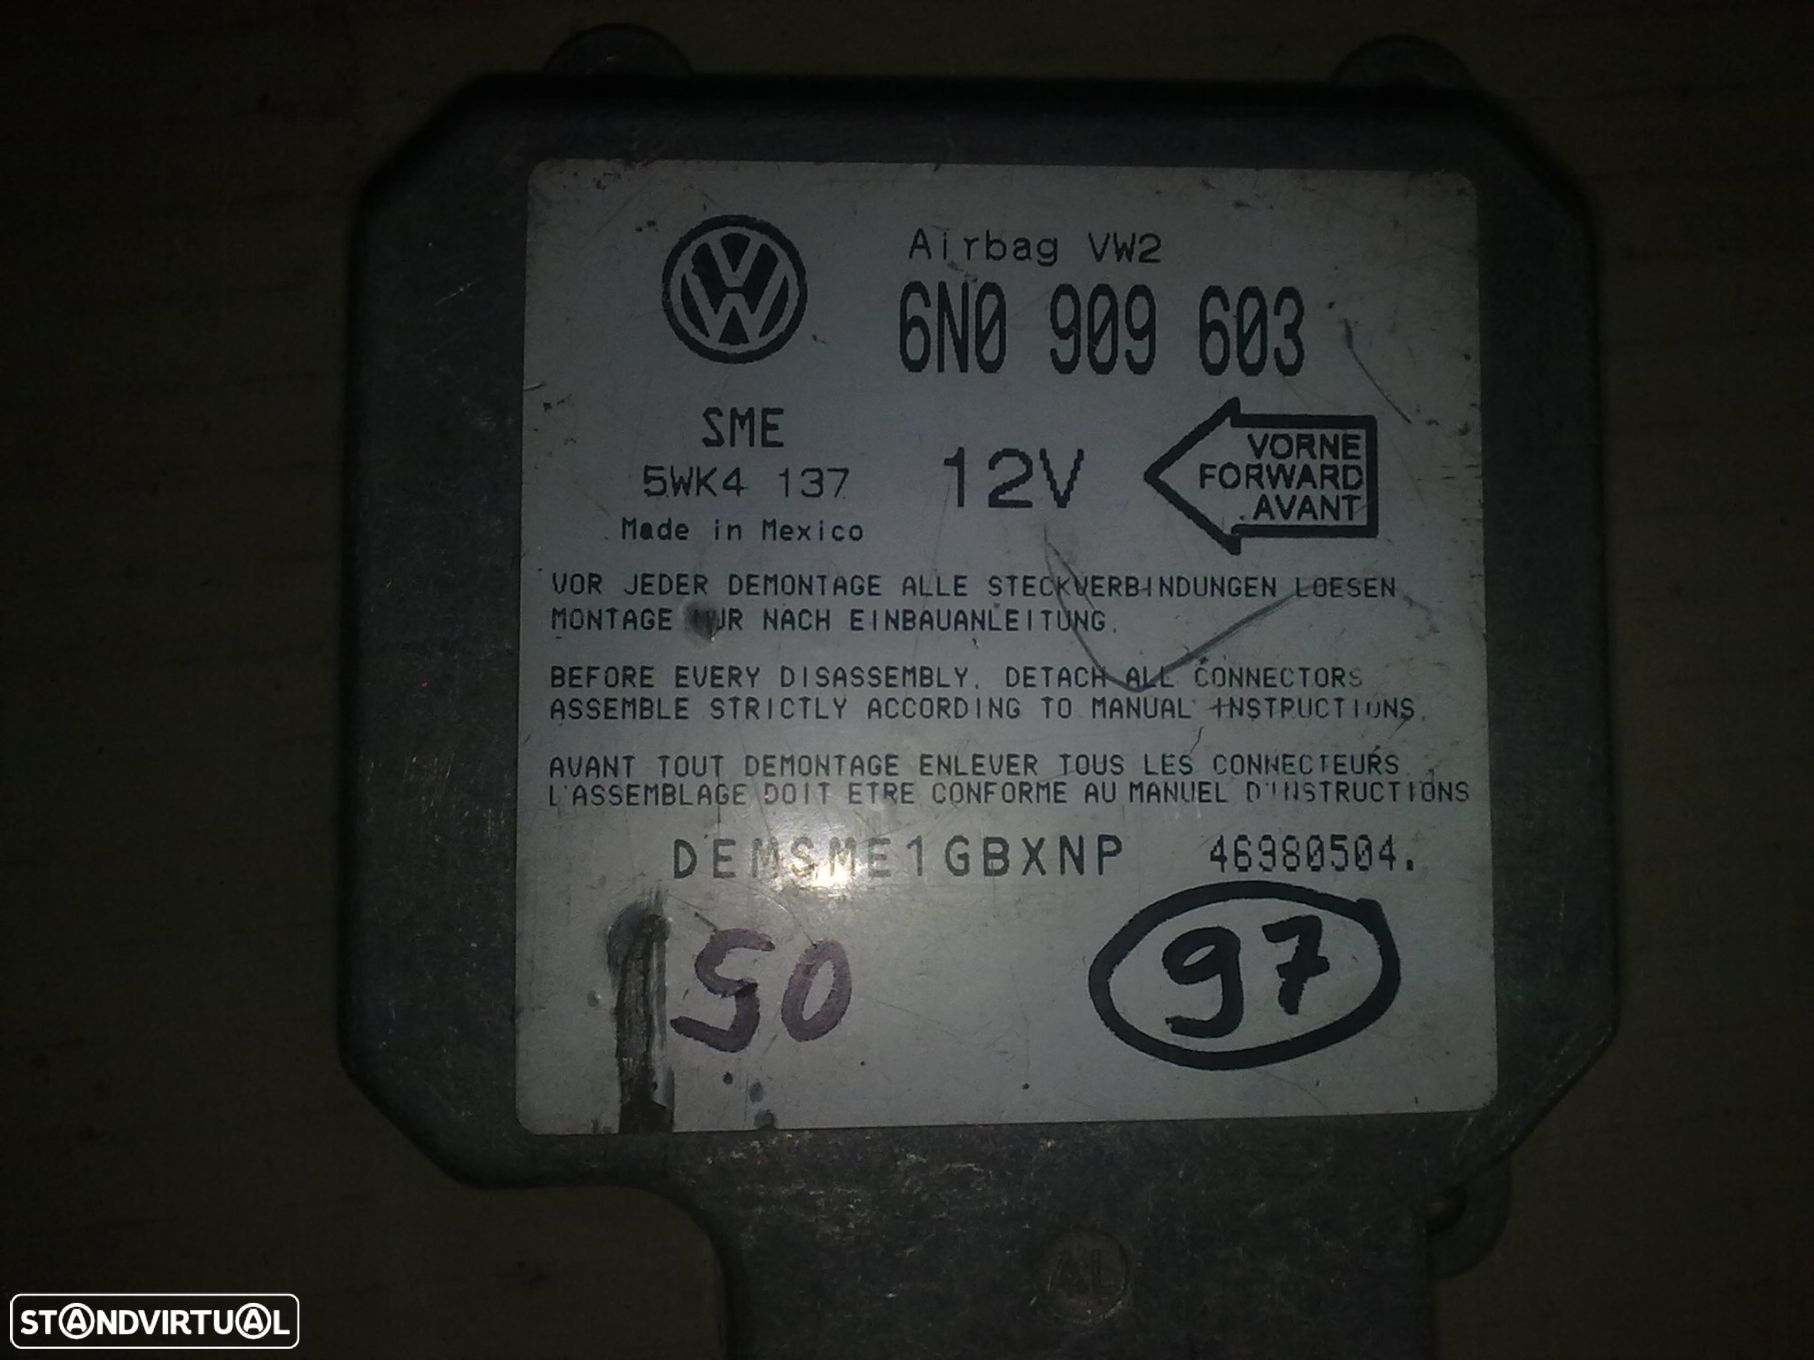 Airbag VW2
6N0 909 603
SME
5WK4 137
Made in Mexico
12V
VORNE
FORWARD
AVANT
VOR JEDER DEMONTAGE ALLE STECKVERBINDUNGEN LOESEN
MONTAGE NUR NACH EINBAUANLEITUNG.
BEFORE EVERY DISASSEMBLY, DETACH ALL CONNECTORS
ASSEMBLE STRICTLY ACCORDING TO MANUAL INSTRUCTIONS.
AVANT TOUT DEMONTAGE ENLEVER TOUS LES CONNECTEURS.
L'ASSEMBLAGE DOIT ETRE CONFORME AU MANUEL D'INSTRUCTIONS
DEMSME1GBXNP 46980504.
50
97
AL
STANDVIRTUAL